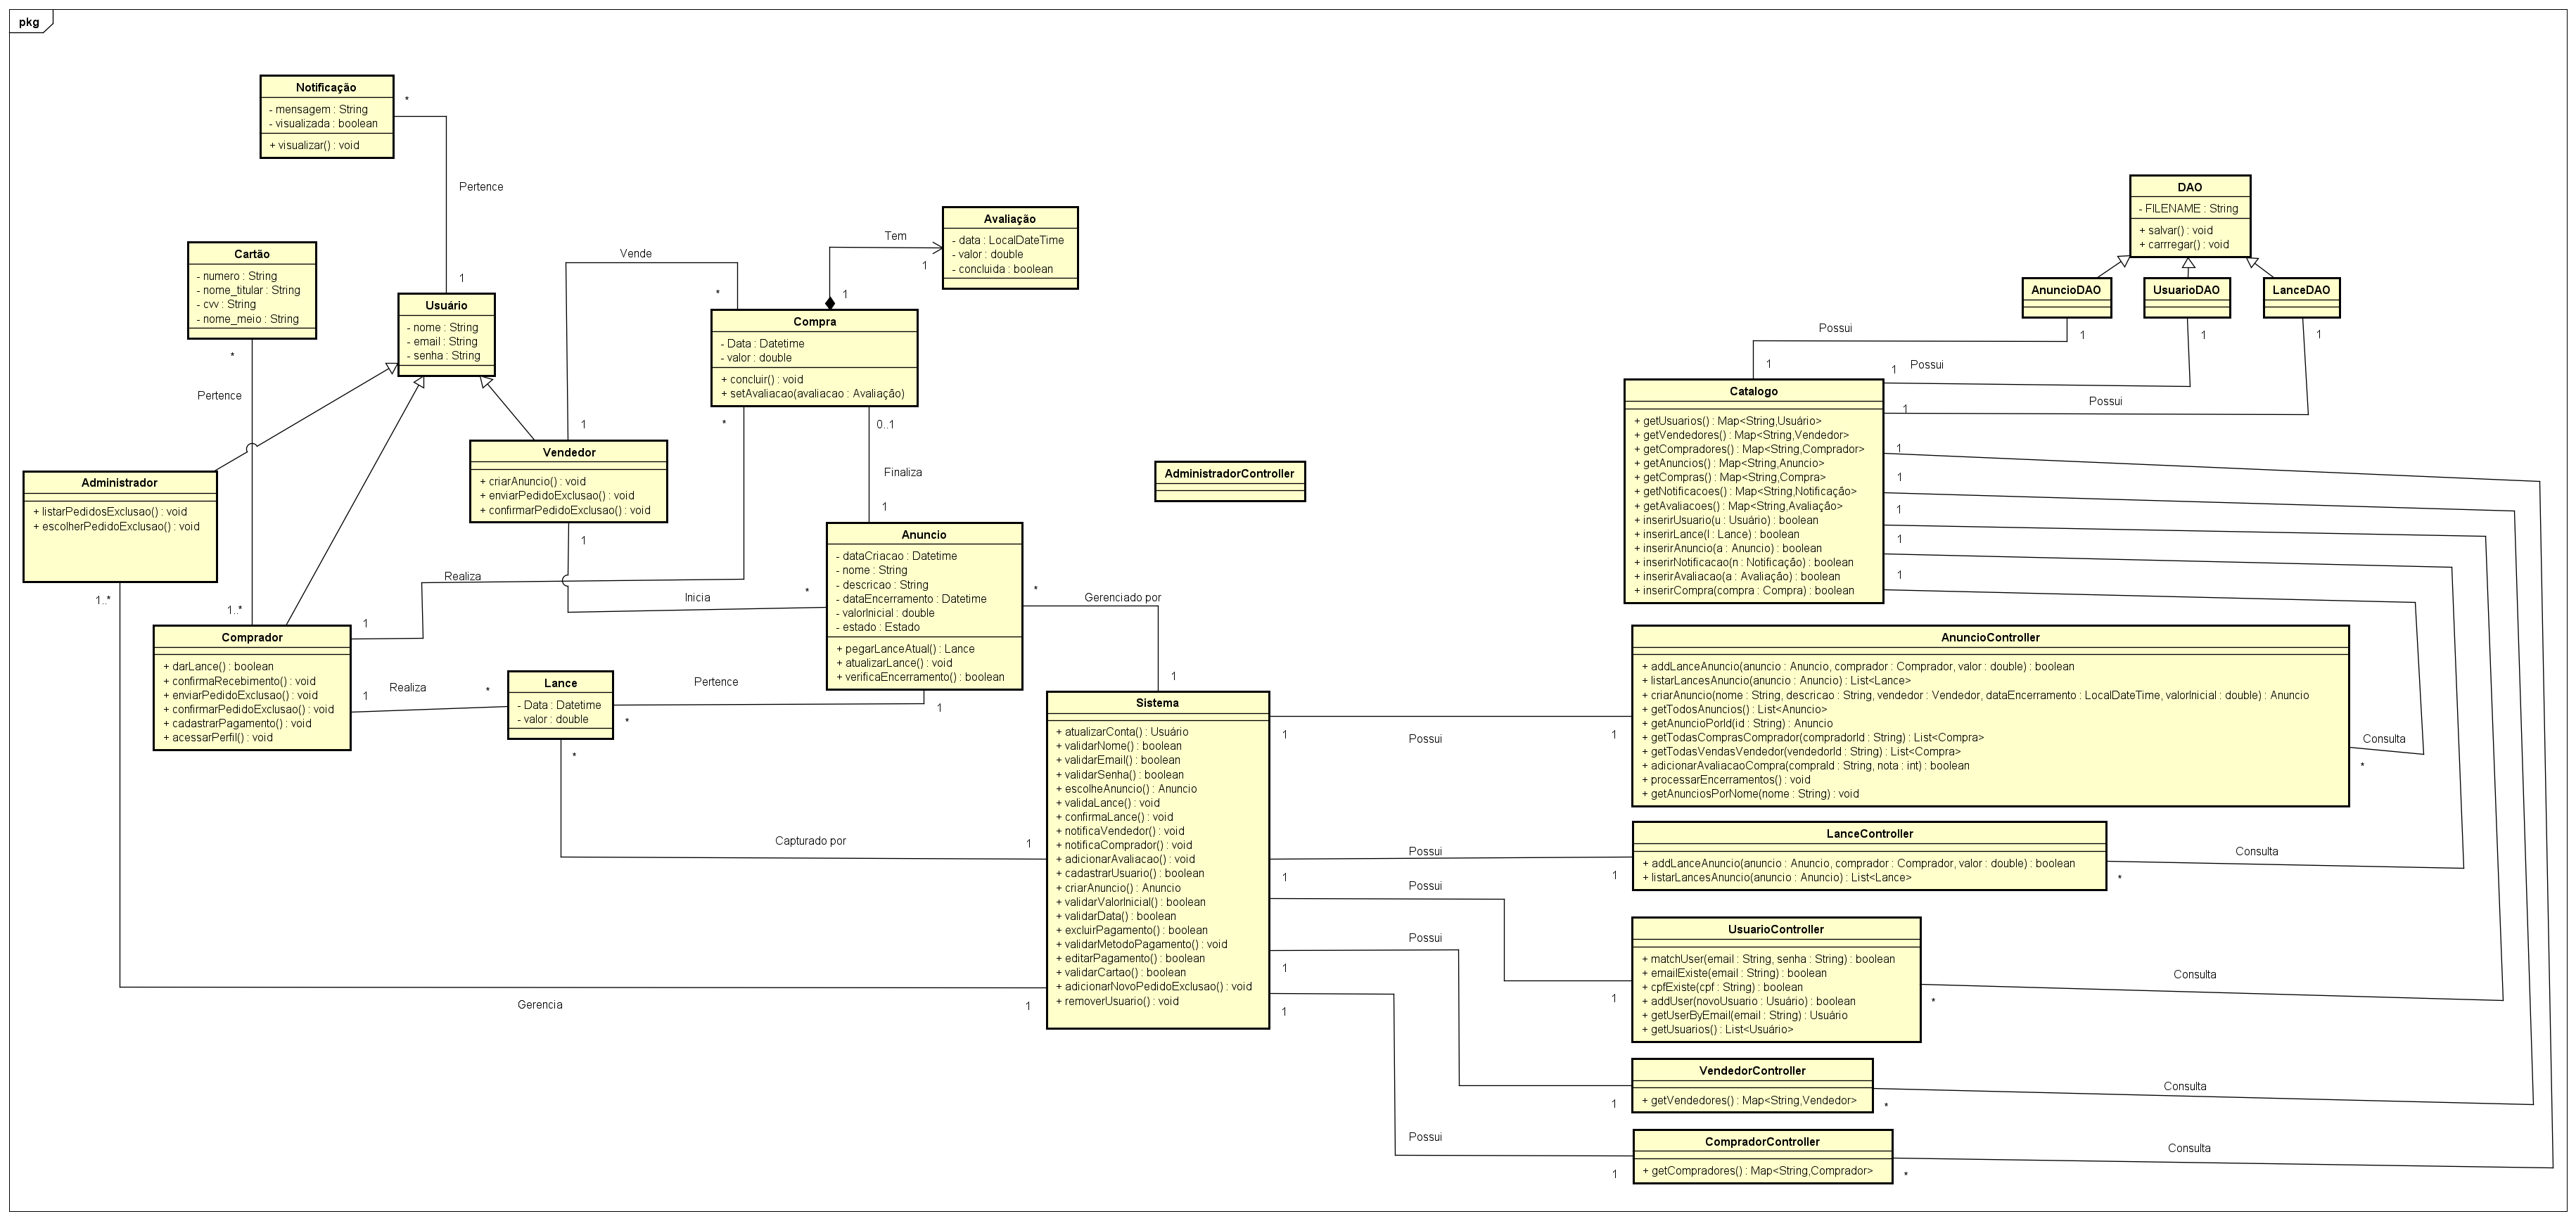 pkg
Notificação
- mensagem : String
- visualizada : boolean
+ visualizar() : void
*
Pertence
1
Cartão
- numero : String
- nome_titular : String
- cvv : String
- nome_meio : String
*
Pertence
1..*
Usuário
- nome : String
- email : String
- senha : String
Avaliação
- data : LocalDateTime
- valor : double
- concluida : boolean
Tem
1
1
Vende
*
1
Compra
- Data : Datetime
- valor : double
+ concluir() : void
+ setAvaliacao(avaliacao : Avaliação)
*
0..1
Finaliza
1
Vendedor
+ criarAnuncio() : void
+ enviarPedidoExclusao() : void
+ confirmarPedidoExclusao() : void
1
Inicia
*
Administrador
+ listarPedidosExclusao() : void
+ escolherPedidoExclusao() : void
1..*
Realiza
1
Comprador
+ darLance() : boolean
+ confirmaRecebimento() : void
+ enviarPedidoExclusao() : void
+ confirmarPedidoExclusao() : void
+ cadastrarPagamento() : void
+ acessarPerfil() : void
1
Realiza
*
Lance
- Data : Datetime
- valor : double
*
Pertence
1
*
Capturado por
1
Gerencia
1
Anuncio
- dataCriacao : Datetime
- nome : String
- descricao : String
- dataEncerramento : Datetime
- valorInicial : double
- estado : Estado
+ pegarLanceAtual() : Lance
+ atualizarLance() : void
+ verificaEncerramento() : boolean
*
Gerenciado por
1
AdministradorController
Sistema
+ atualizarConta() : Usuário
+ validarNome() : boolean
+ validarEmail() : boolean
+ validarSenha() : boolean
+ escolheAnuncio() : Anuncio
+ validaLance() : void
+ confirmaLance() : void
+ notificaVendedor() : void
+ notificaComprador() : void
+ adicionarAvaliacao() : void
+ cadastrarUsuario() : boolean
+ criarAnuncio() : Anuncio
+ validarValorInicial() : boolean
+ validarData() : boolean
+ excluirPagamento() : boolean
+ validarMetodoPagamento() : void
+ editarPagamento() : boolean
+ validarCartao() : boolean
+ adicionarNovoPedidoExclusao() : void
+ removerUsuario() : void
DAO
- FILENAME : String
+ salvar() : void
+ carrregar() : void
AnuncioDAO
UsuarioDAO
LanceDAO
Possui
1
1
Possui
1
1
Possui
1
1
Catalogo
+ getUsuarios() : Map<String,Usuário>
+ getVendedores() : Map<String,Vendedor>
+ getCompradores() : Map<String,Comprador>
+ getAnuncios() : Map<String,Anuncio>
+ getCompras() : Map<String,Compra>
+ getNotificacoes() : Map<String,Notificação>
+ getAvaliacoes() : Map<String,Avaliação>
+ inserirUsuario(u : Usuário) : boolean
+ inserirLance(l : Lance) : boolean
+ inserirAnuncio(a : Anuncio) : boolean
+ inserirNotificacao(n : Notificação) : boolean
+ inserirAvaliacao(a : Avaliação) : boolean
+ inserirCompra(compra : Compra) : boolean
1
1
1
1
1
AnuncioController
+ addLanceAnuncio(anuncio : Anuncio, comprador : Comprador, valor : double) : boolean
+ listarLancesAnuncio(anuncio : Anuncio) : List<Lance>
+ criarAnuncio(nome : String, descricao : String, vendedor : Vendedor, dataEncerramento : LocalDateTime, valorInicial : double) : Anuncio
+ getTodosAnuncios() : List<Anuncio>
+ getAnuncioPorId(id : String) : Anuncio
+ getTodasComprasComprador(compradorId : String) : List<Compra>
+ getTodasVendasVendedor(vendedorId : String) : List<Compra>
+ adicionarAvaliacaoCompra(compraId : String, nota : int) : boolean
+ processarEncerramentos() : void
+ getAnunciosPorNome(nome : String) : void
1
Possui
1
Consulta
*
LanceController
+ addLanceAnuncio(anuncio : Anuncio, comprador : Comprador, valor : double) : boolean
+ listarLancesAnuncio(anuncio : Anuncio) : List<Lance>
Possui
1
1
Consulta
*
UsuarioController
+ matchUser(email : String, senha : String) : boolean
+ emailExiste(email : String) : boolean
+ cpfExiste(cpf : String) : boolean
+ addUser(novoUsuario : Usuário) : boolean
+ getUserByEmail(email : String) : Usuário
+ getUsuarios() : List<Usuário>
Possui
1
Consulta
*
VendedorController
+ getVendedores() : Map<String,Vendedor>
Possui
1
1
Consulta
*
CompradorController
+ getCompradores() : Map<String,Comprador>
1
Possui
1
Consulta
*